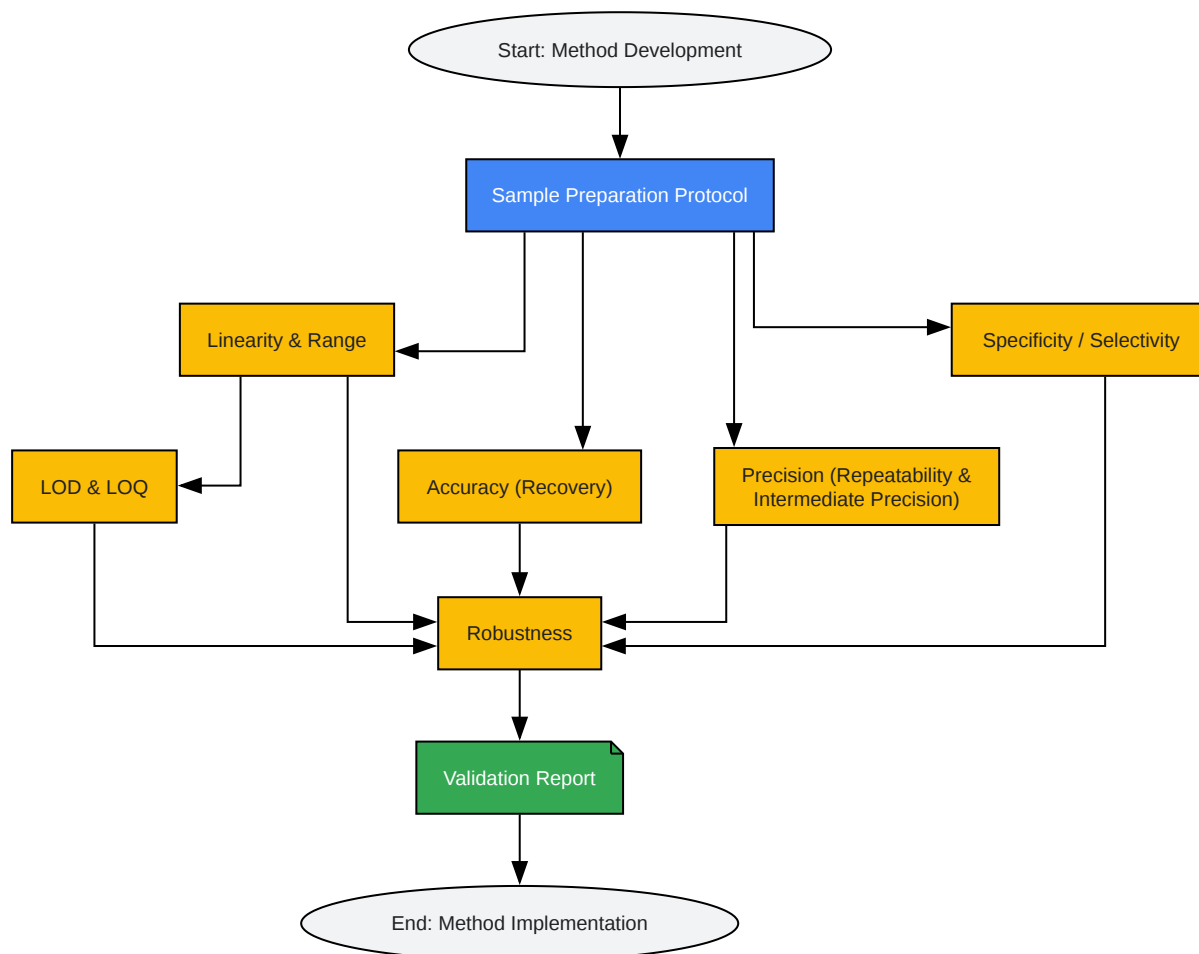 Start: Method Development
Sample Preparation Protocol
Linearity & Range
Specificity / Selectivity
LOD & LOQ
Accuracy (Recovery)
Precision (Repeatability &
Intermediate Precision)
Robustness
Validation Report
End: Method Implementation